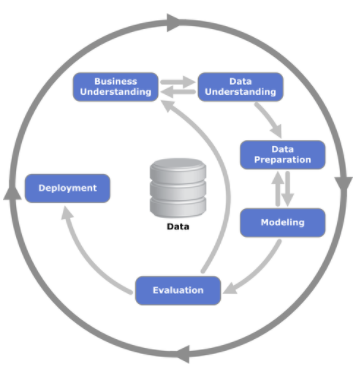 Business
Understanding
Data
Understanding
Data
Preparation
Deployment
Data
Modeling
Evaluation